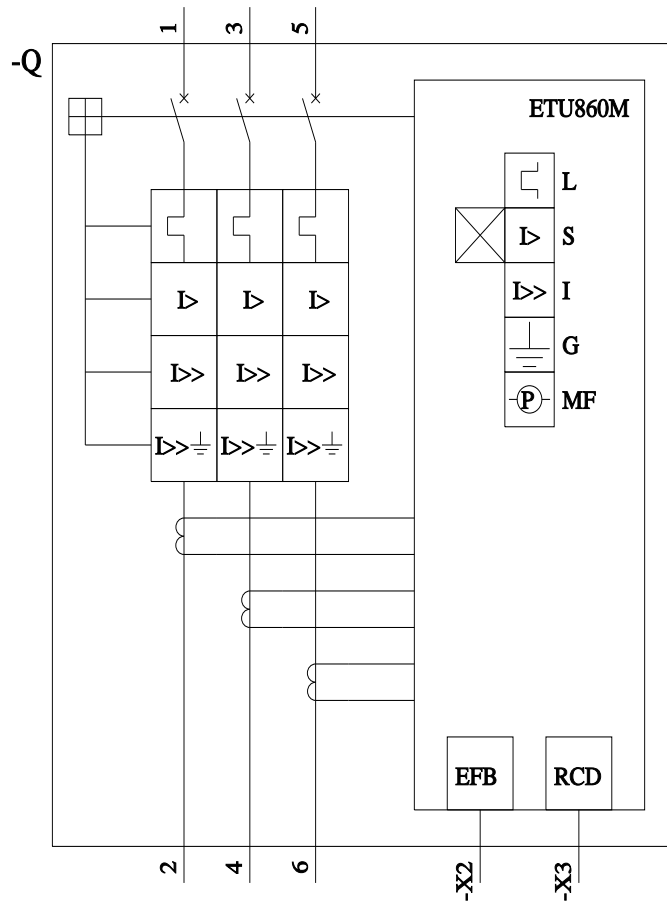 1 3 5
-Q
ETU860M
L
I> S
I>> I
G
P MF
I> I> I>
I>> I>> I>>
I>> I>> I>>
EFB RCD
2 4 6
-X2 -X3